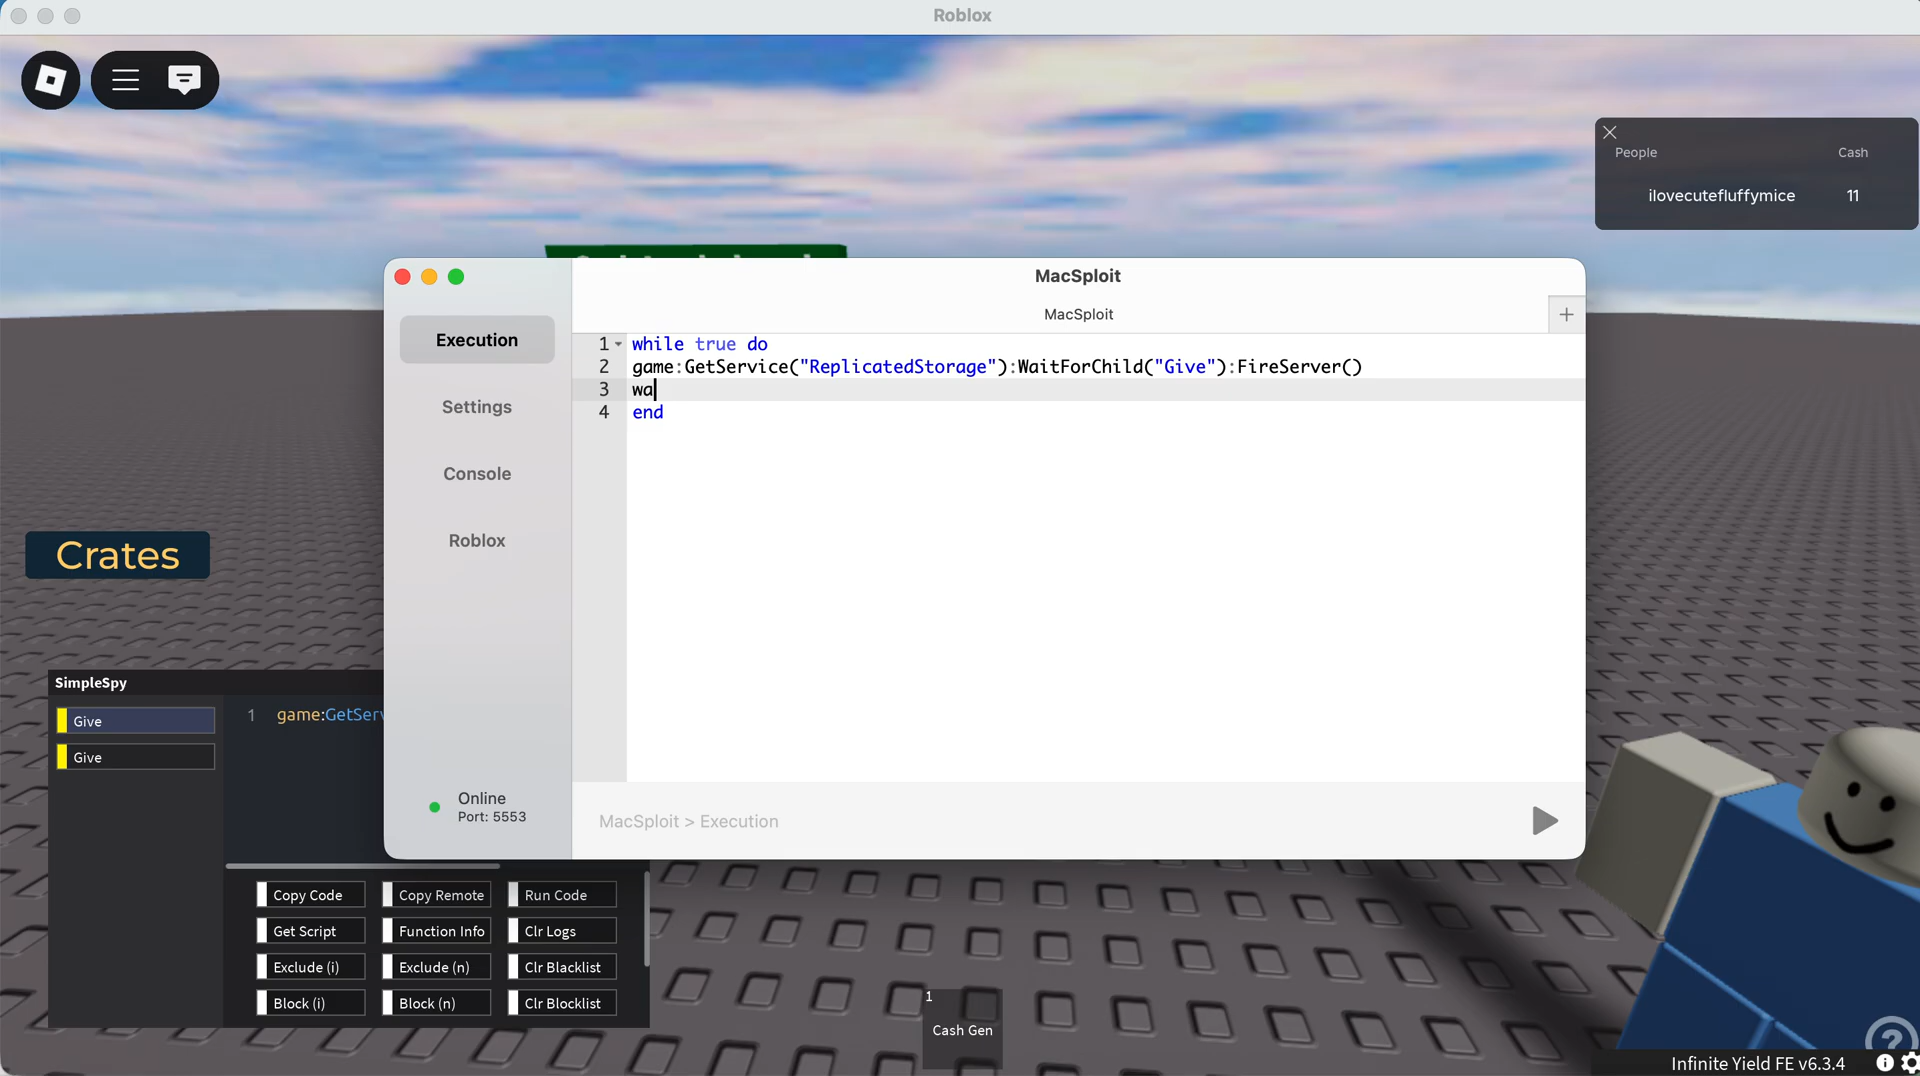 Roblox
People Cash
ilovecutefluffymice 11
MacSploit
MacSploit
+
Execution
Settings
Console
Roblox
Online
Port: 5553
1 while true do
2 game:GetService("ReplicatedStorage"):WaitForChild("Give"):FireServer()
3 wa
4 end
MacSploit > Execution
Crates
SimpleSpy
Give
Give
1 game:GetServ
Copy Code
Copy Remote
Run Code
Get Script
Function Info
Clr Logs
Exclude (i)
Exclude (n)
Clr Blacklist
Block (i)
Block (n)
Clr Blocklist
1
Cash Gen
?
Infinite Yield FE v6.3.4